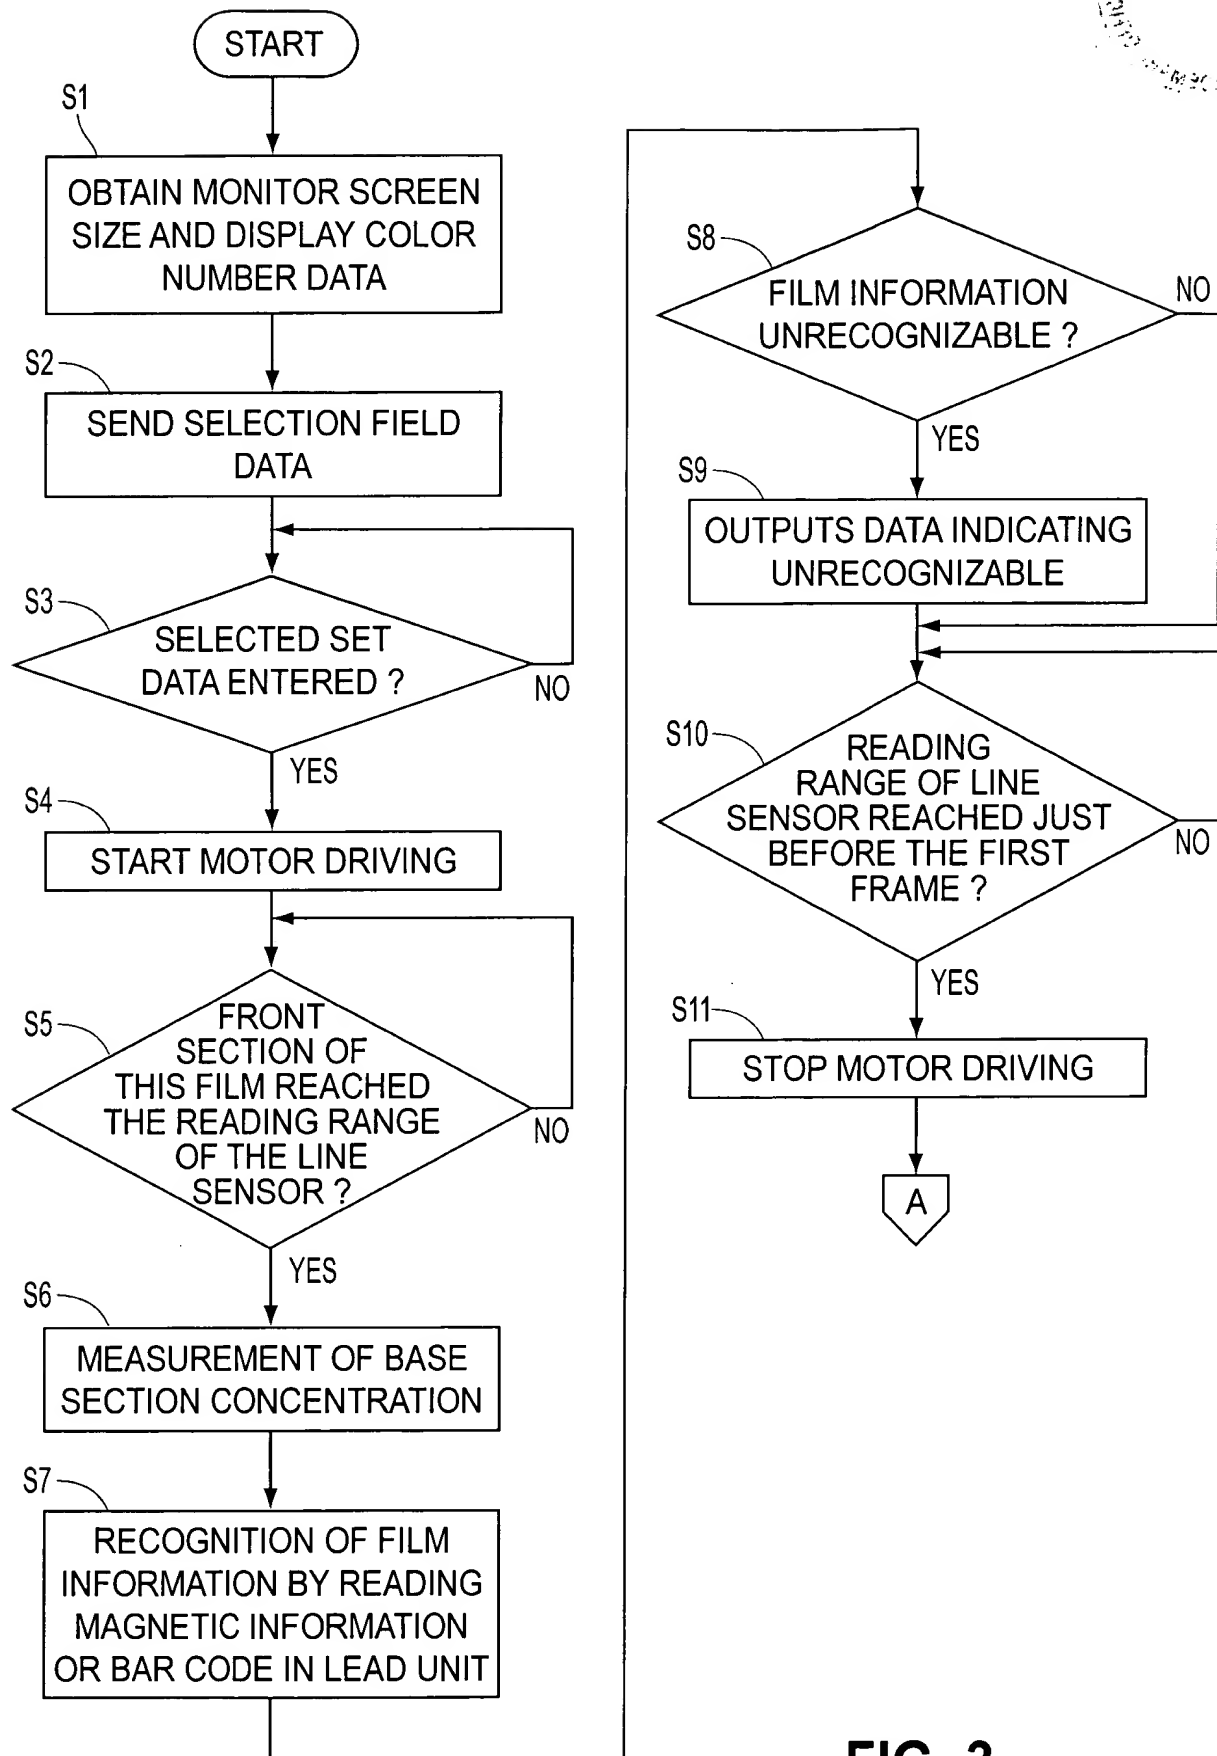 START
S1
OBTAIN MONITOR SCREEN
SIZE AND DISPLAY COLOR
NUMBER DATA
S2
SEND SELECTION FIELD
DATA
S3
SELECTED SET
DATA ENTERED ?
NO
YES
S4
START MOTOR DRIVING
S5
FRONT
SECTION OF
THIS FILM REACHED
THE READING RANGE
OF THE LINE
SENSOR ?
NO
YES
S6
MEASUREMENT OF BASE
SECTION CONCENTRATION
S7
RECOGNITION OF FILM
INFORMATION BY READING
MAGNETIC INFORMATION
OR BAR CODE IN LEAD UNIT
S8
FILM INFORMATION
UNRECOGNIZABLE ?
NO
YES
S9
OUTPUTS DATA INDICATING
UNRECOGNIZABLE
S10
READING
RANGE OF LINE
SENSOR REACHED JUST
BEFORE THE FIRST
FRAME ?
NO
YES
S11
STOP MOTOR DRIVING
A
FIG.